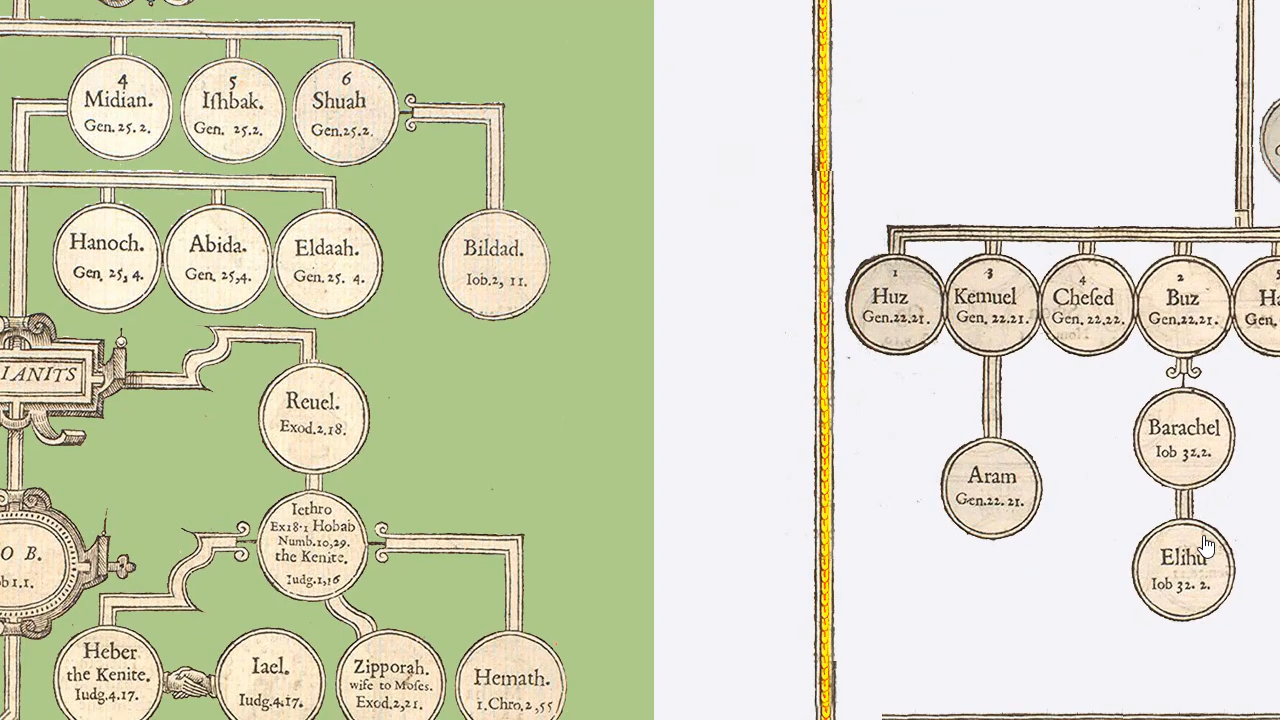 4
Midian.
Gen. 25. 2.
5
Iſhbak.
Gen. 25.2.
6
Shuah
Gen.25.2.
Hanoch.
Gen. 25, 4.
Abida.
Gen. 25,4.
Eldaah.
Gen. 25. 4.
Bildad.
Iob.2, 11.
IANITS
Reuel.
Exod.2.18.
Iethro
Ex18.1 Hobab
Numb.10,29.
the Kenite.
Iudg.1,16
O B.
b 1.1.
Heber
the Kenite.
Iudg.4.17.
Iael.
Iudg.4.17.
Zipporah.
wife to Moſes.
Exod.2,21.
Hemath.
1.Chro.2,55
1
Huz
Gen.22.21.
3
Kemuel
Gen. 22.21.
4
Cheſed
Gen. 22.22.
2
Buz
Gen.22.21.
Ha
Gen.
Aram
Gen.22. 21.
Barachel
Iob 32.2.
Elihu
Iob 32. 2.